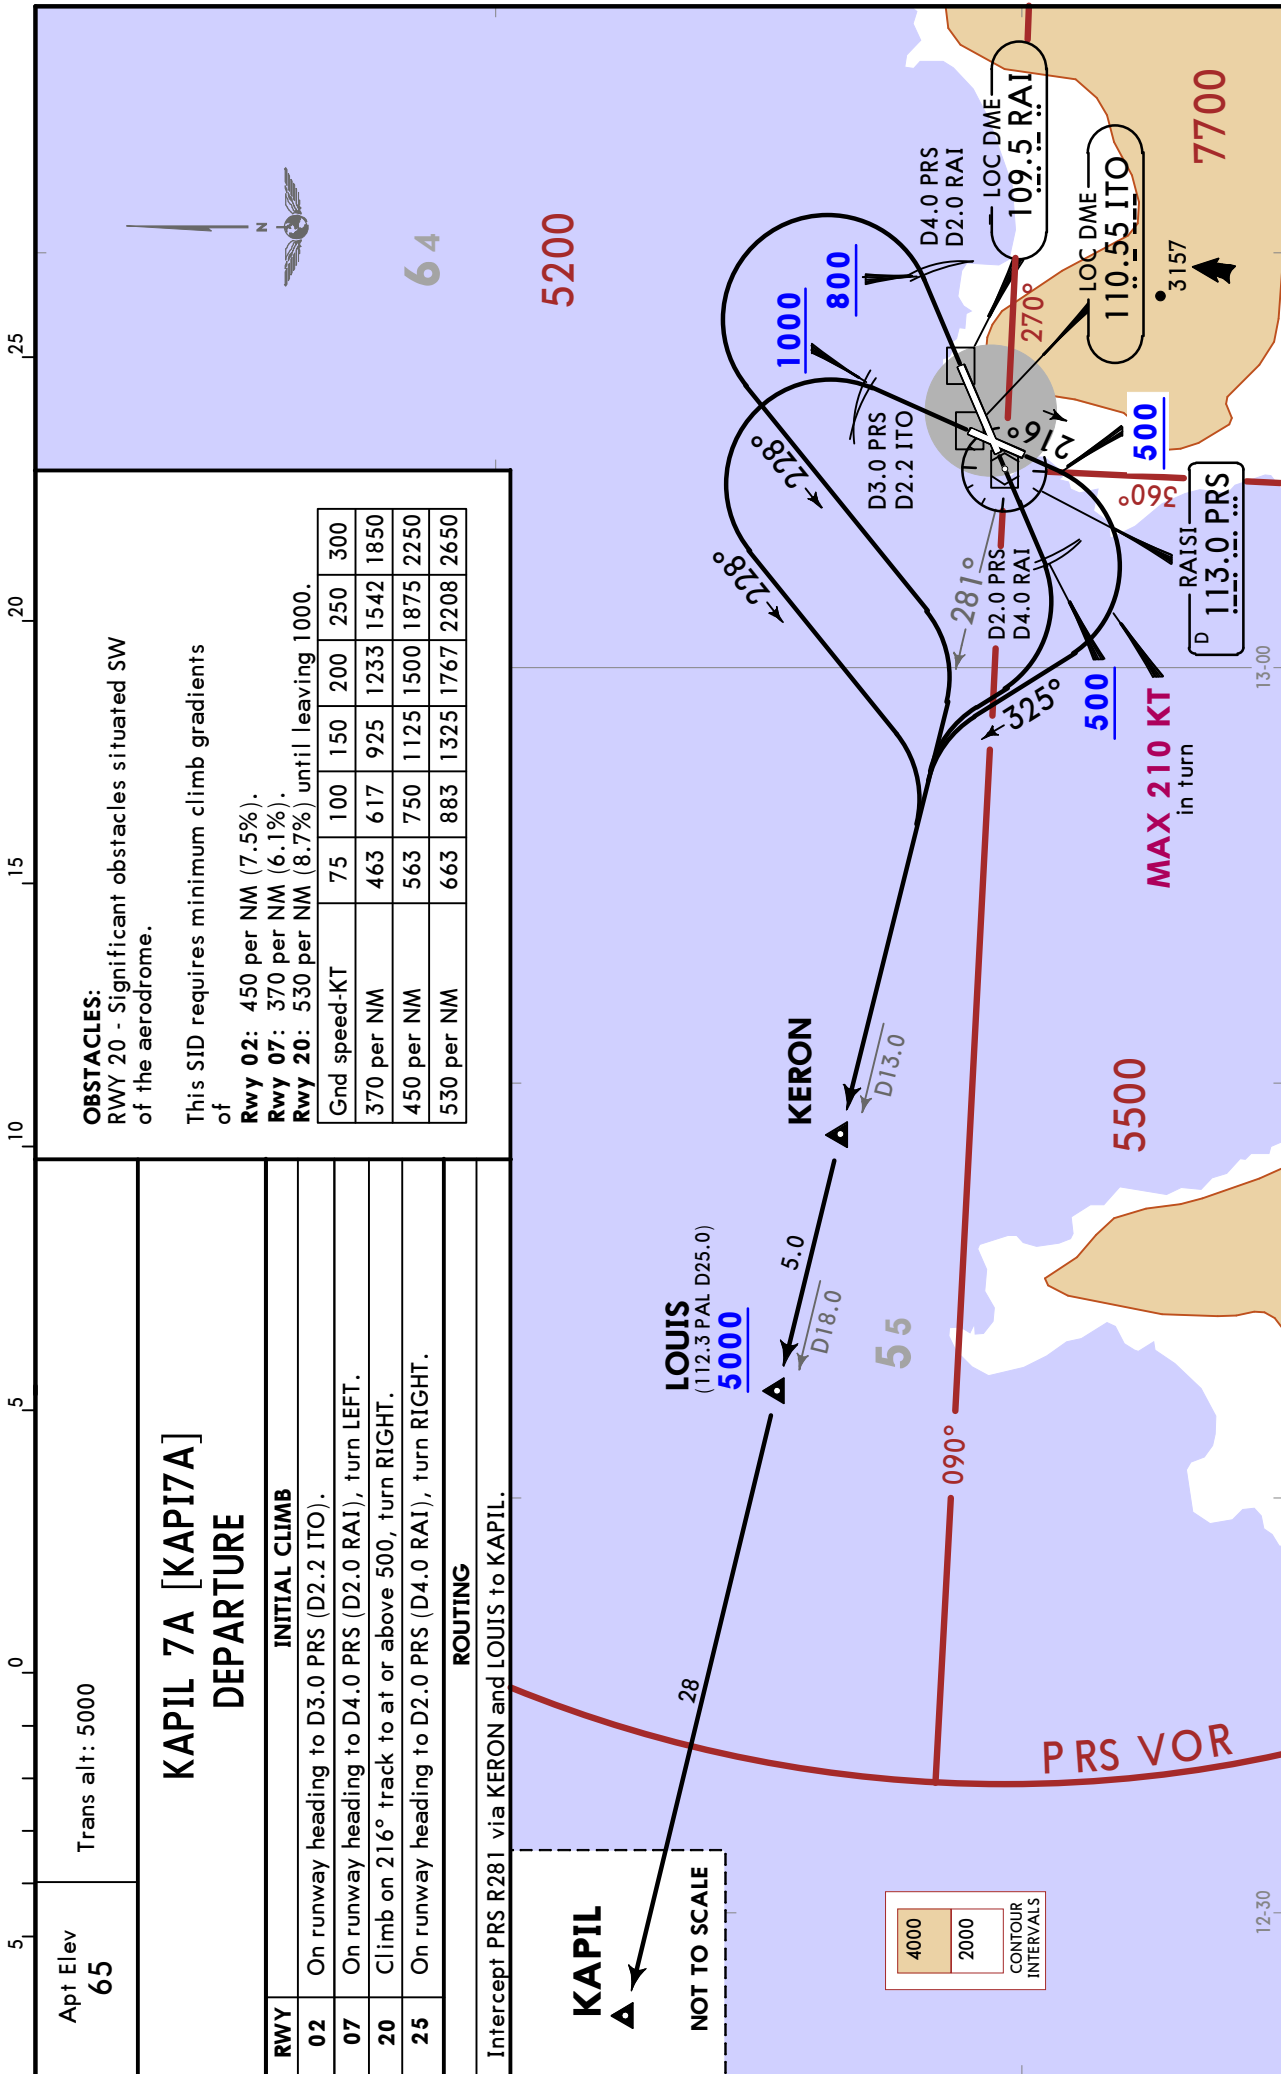 5
0
5
10
15
20
25
Apt Elev
65
Trans alt: 5000
KAPIL 7A [KAPI7A]
DEPARTURE
RWY
INITIAL CLIMB
02
On runway heading to D3.0 PRS (D2.2 ITO).
07
On runway heading to D4.0 PRS (D2.0 RAI), turn LEFT.
20
Climb on 216° track to at or above 500, turn RIGHT.
25
On runway heading to D2.0 PRS (D4.0 RAI), turn RIGHT.
ROUTING
Intercept PRS R281 via KERON and LOUIS to KAPIL.
OBSTACLES:
RWY 20 - Significant obstacles situated SW
of the aerodrome.
This SID requires minimum climb gradients
of
Rwy 02: 450 per NM (7.5%).
Rwy 07: 370 per NM (6.1%).
Rwy 20: 530 per NM (8.7%) until leaving 1000.
Gnd speed-KT 75 100 150 200 250 300
370 per NM 463 617 925 1233 1542 1850
450 per NM 563 750 1125 1500 1875 2250
530 per NM 663 883 1325 1767 2208 2650
N
64
5200
KAPIL
NOT TO SCALE
28
LOUIS
(112.3 PAL D25.0)
5000
5.0
D18.0
KERON
D13.0
228°
228°
1000
800
D3.0 PRS
D2.2 ITO
D4.0 PRS
D2.0 RAI
LOC DME
109.5 RAI
LOC DME
110.55 ITO
270°
3157
7700
216°
500
360°
RAISI
D
113.0 PRS
281°
D2.0 PRS
D4.0 RAI
325°
500
MAX 210 KT
in turn
55
5500
090°
PRS VOR
4000
2000
CONTOUR
INTERVALS
12-30
13-00